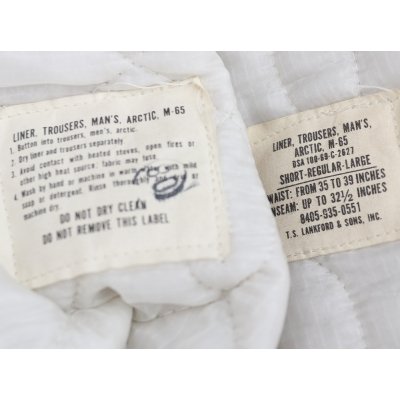 LINER, TROUSERS, MAN'S, ARCTIC. M-65
1. Button into trousers, men's, arctic.
2. Dry liner and trousers separately
3. Avoid contact with heated stoves, open fires or
other high heat source. fabric may fuse.
4. Wash by hand or machine in warm water with mild
soap or detergent. Rinse thoroughly
machine dry.
DO NOT DRY CLEAN
DO NOT REMOVE THIS LABEL
LINER, TROUSERS, MAN'S,
ARCTIC. M-65
DSA 100-69-C-2627
SHORT-REGULAR-LARGE
WAIST: FROM 35 TO 39 INCHES
INSEAM: UP TO 32½ INCHES
8405-935-0551
T.S. LANKFORD & SONS, INC.